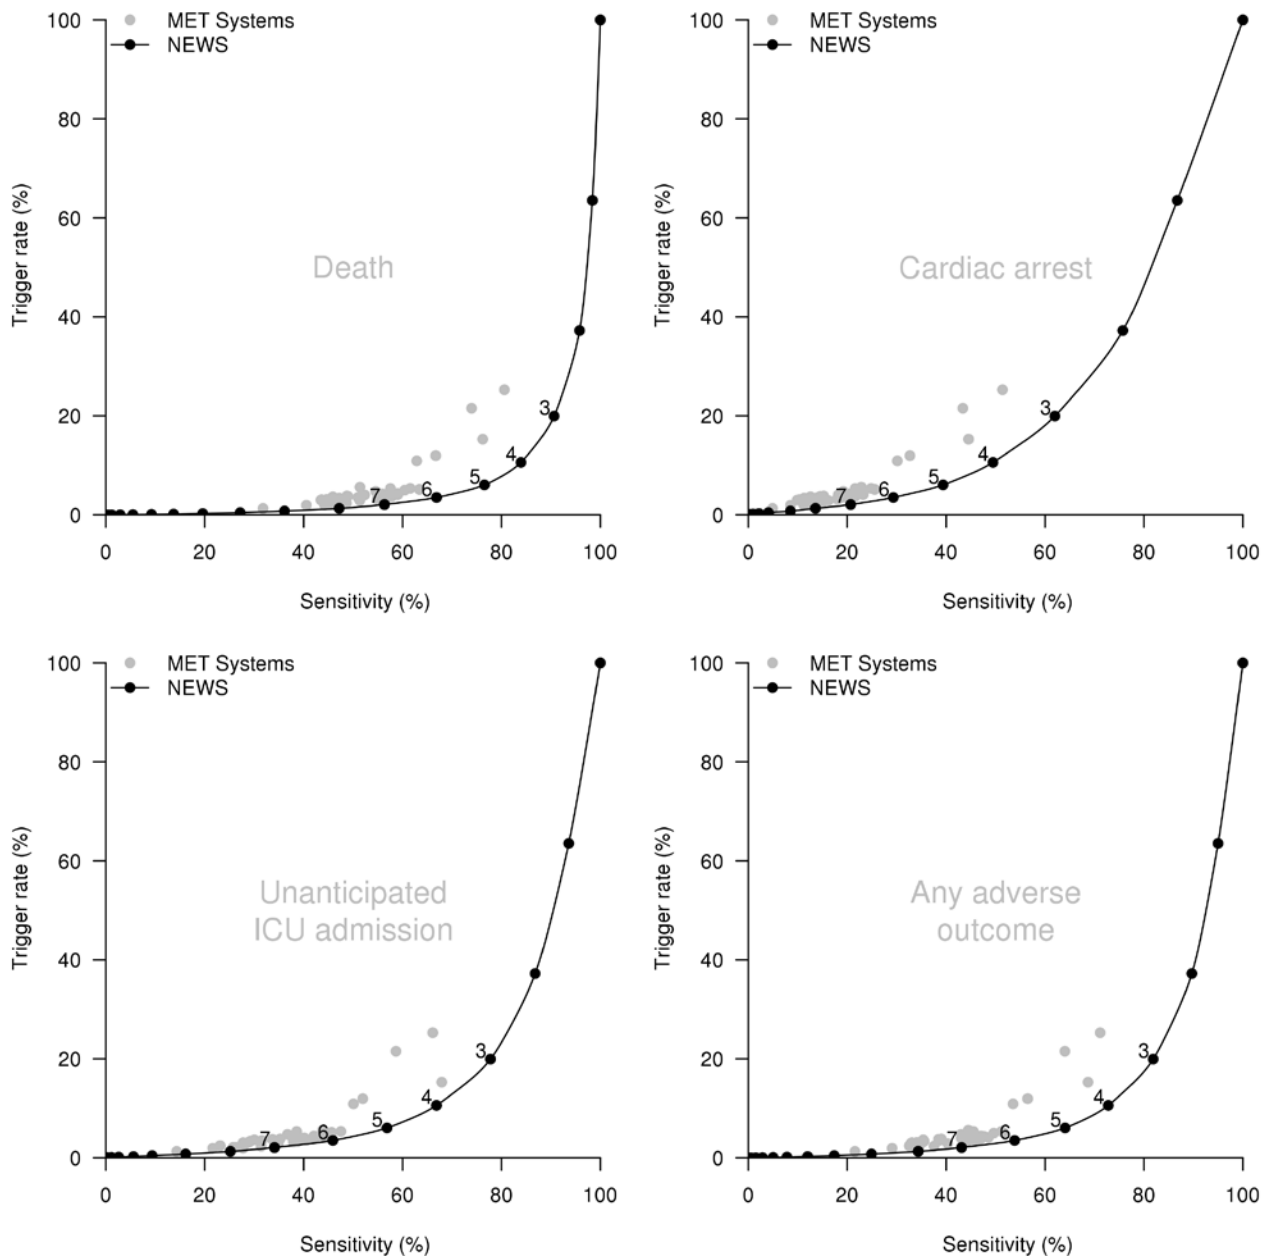 MET Systems
NEWS
100
80
60
40
20
0
Trigger rate (%)
Death
3
4
5
6
7
0 20 40 60 80 100
Sensitivity (%)
MET Systems
NEWS
100
80
60
40
20
0
Trigger rate (%)
Cardiac arrest
3
4
5
6
7
0 20 40 60 80 100
Sensitivity (%)
MET Systems
NEWS
100
80
60
40
20
0
Trigger rate (%)
Unanticipated
ICU admission
3
4
5
6
7
0 20 40 60 80 100
Sensitivity (%)
MET Systems
NEWS
100
80
60
40
20
0
Trigger rate (%)
Any adverse
outcome
3
4
5
6
7
0 20 40 60 80 100
Sensitivity (%)